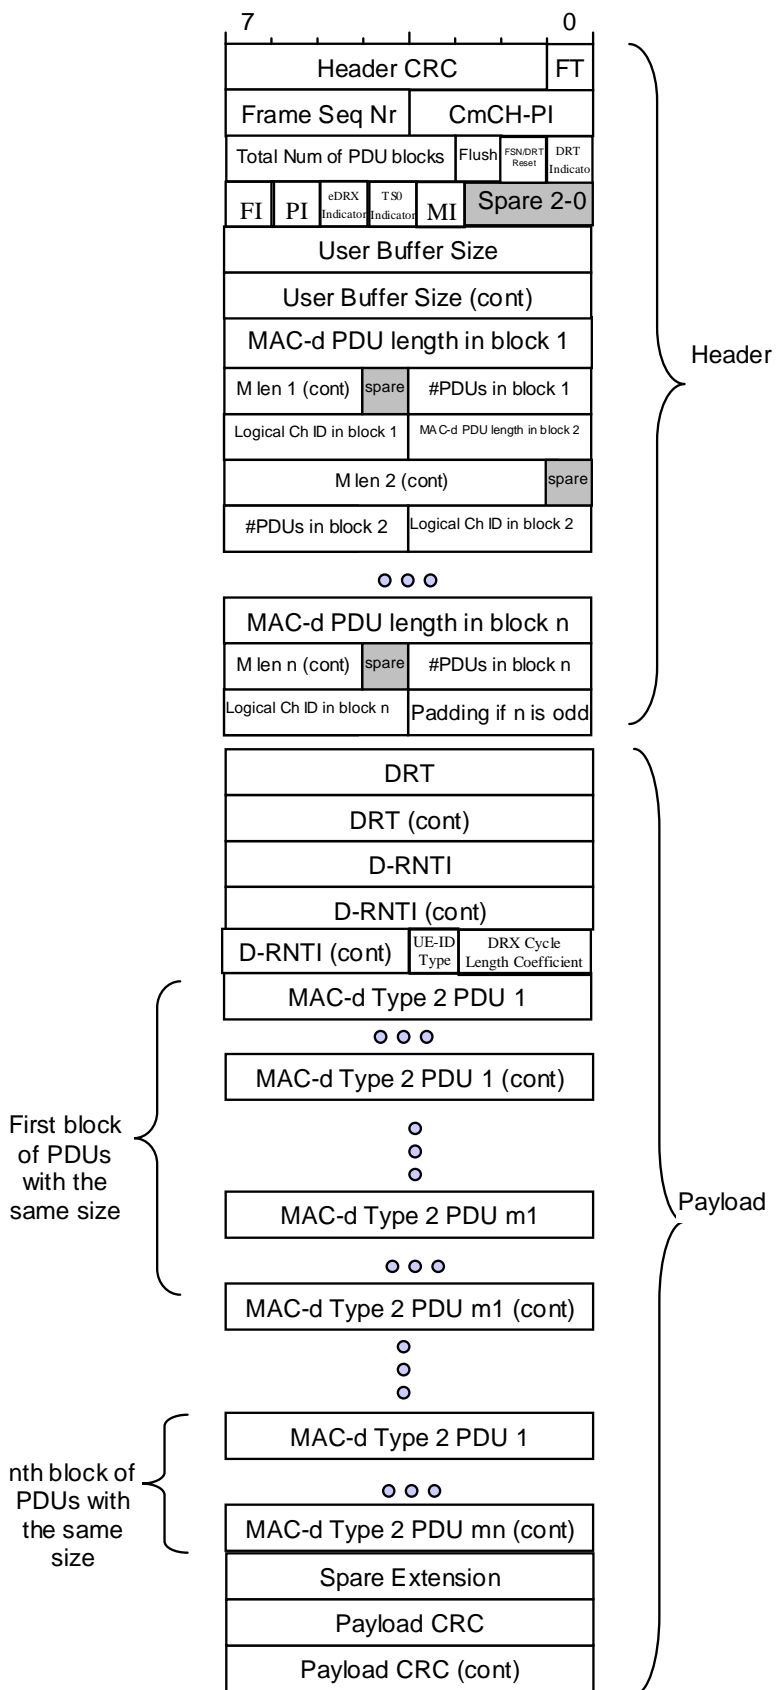 7 0
Header CRC FT
Frame Seq Nr CmCH-PI
Total Num of PDU blocks Flush FSN/DRT Reset DRT Indicato
FI PI eDRX Indicator TS0 Indicator MI Spare 2-0
User Buffer Size
User Buffer Size (cont)
MAC-d PDU length in block 1
Header
M len 1 (cont) spare #PDUs in block 1
Logical Ch ID in block 1 MAC-d PDU length in block 2
M len 2 (cont) spare
#PDUs in block 2 Logical Ch ID in block 2
MAC-d PDU length in block n
M len n (cont) spare #PDUs in block n
Logical Ch ID in block n Padding if n is odd
DRT
DRT (cont)
D-RNTI
D-RNTI (cont)
D-RNTI (cont) UE-ID Type DRX Cycle Length Coefficient
MAC-d Type 2 PDU 1
MAC-d Type 2 PDU 1 (cont)
First block
of PDUs
with the
same size
MAC-d Type 2 PDU m1
Payload
MAC-d Type 2 PDU m1 (cont)
MAC-d Type 2 PDU 1
nth block of
PDUs with
the same
size
MAC-d Type 2 PDU mn (cont)
Spare Extension
Payload CRC
Payload CRC (cont)